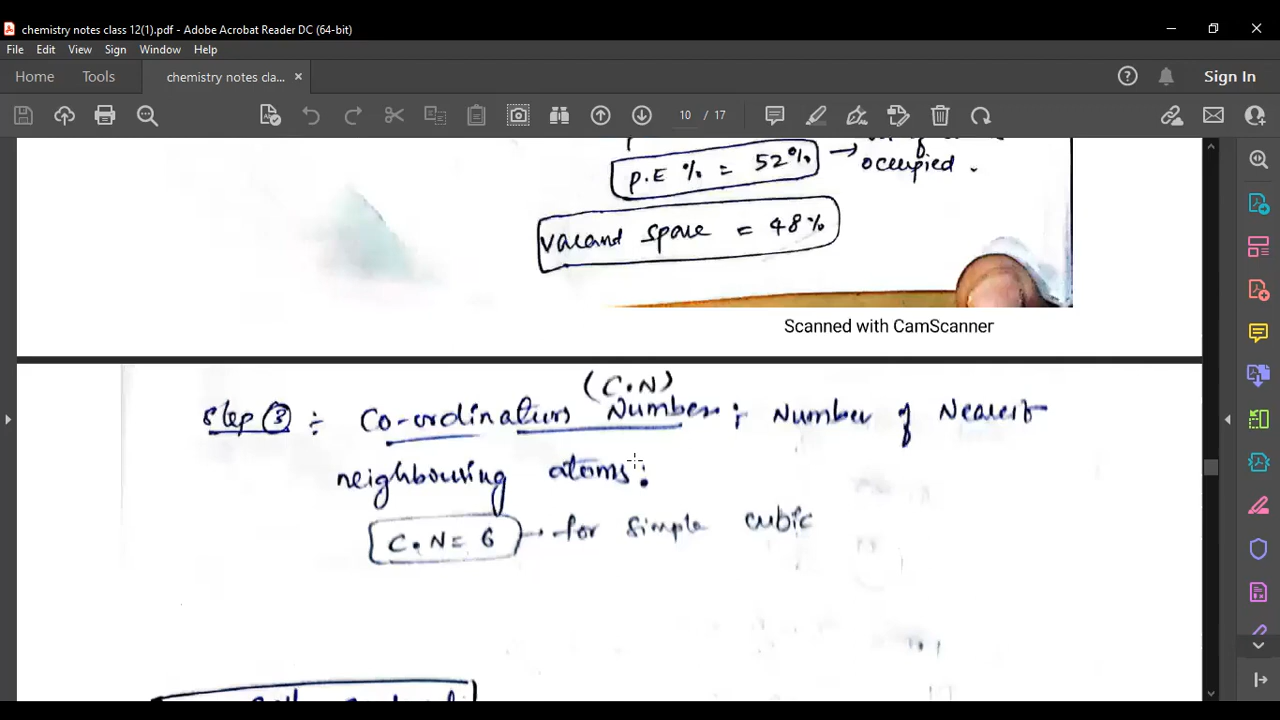 chemistry notes class 12(1).pdf - Adobe Acrobat Reader DC (64-bit)
File Edit View Sign Window Help
Home Tools chemistry notes cla... × Sign In
10 / 17
P.E % = 52% → occupied.
Vacant space = 48%
Scanned with CamScanner
(C.N)
Step ③ ÷ Co-ordination Number : Number of Nearest
neighbouring atoms:
C.N = 6 → for simple cubic